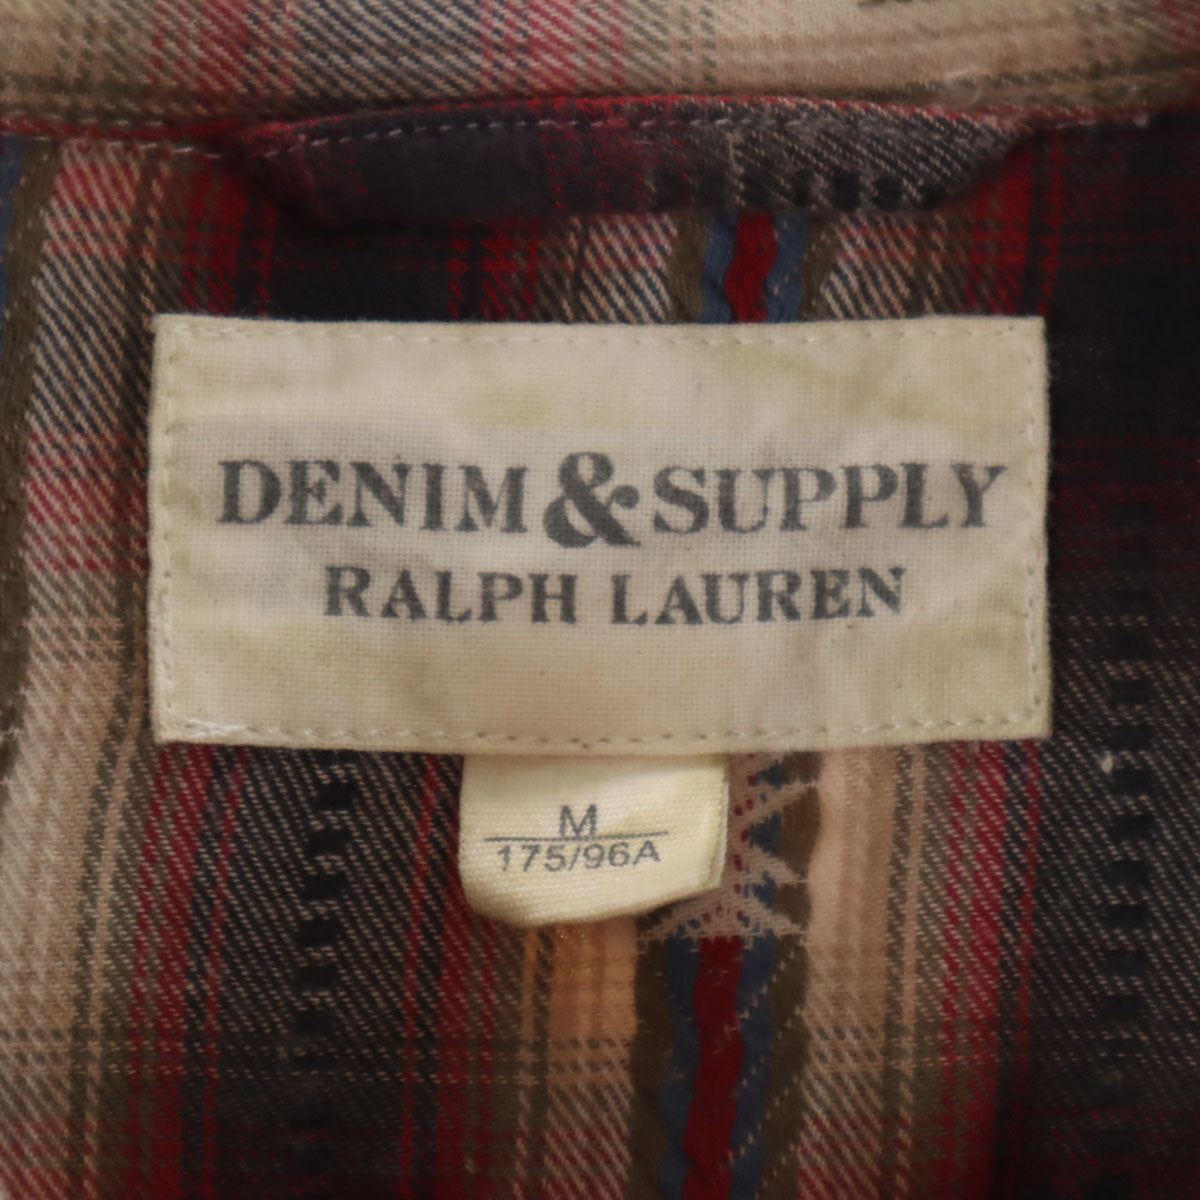 DENIM & SUPPLY
RALPH LAUREN
M
175/96A